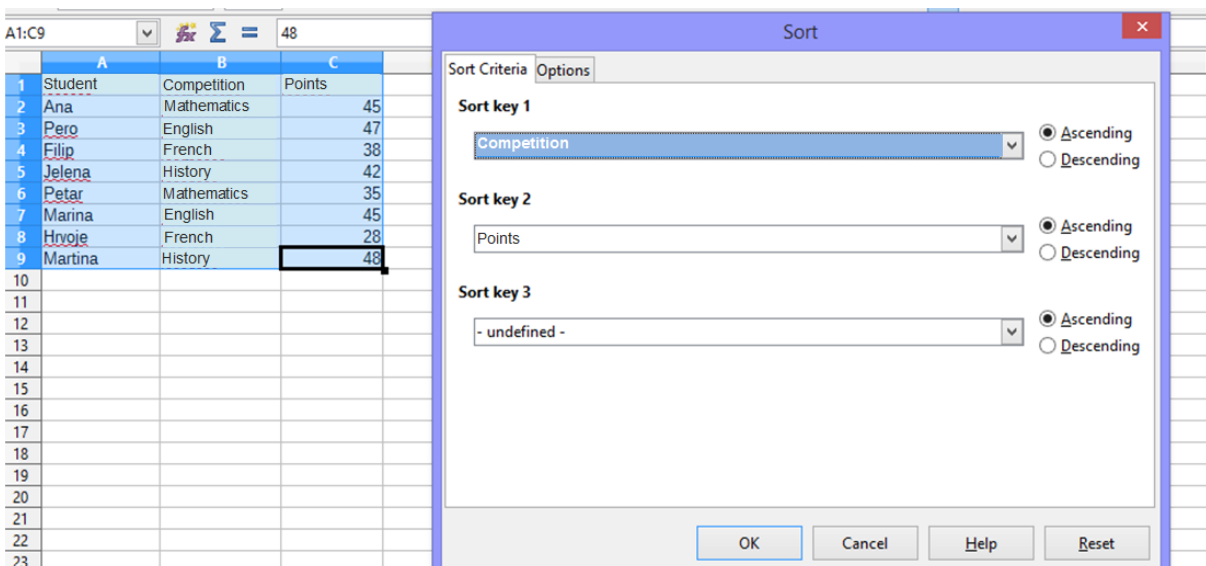 A1:C9 fx Σ = 48
A B C
1 Student Competition Points
2 Ana Mathematics 45
3 Pero English 47
4 Filip French 38
5 Jelena History 42
6 Petar Mathematics 35
7 Marina English 45
8 Hrvoje French 28
9 Martina History 48
10
11
12
13
14
15
16
17
18
19
20
21
22
23
Sort
Sort Criteria Options
Sort key 1
Competition
Ascending
Descending
Sort key 2
Points
Ascending
Descending
Sort key 3
- undefined -
Ascending
Descending
OK Cancel Help Reset